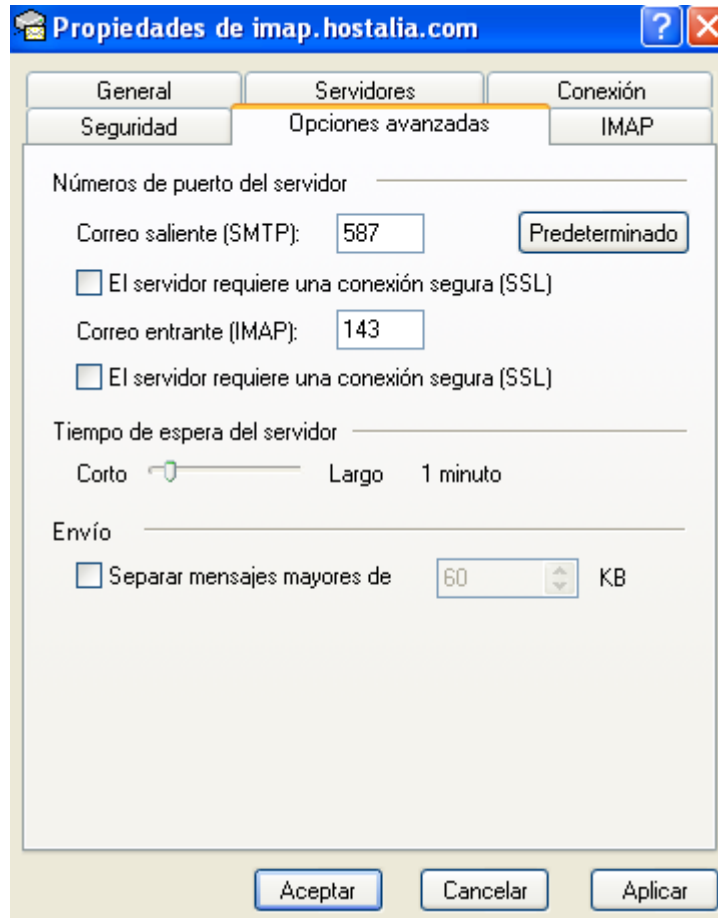 Propiedades de imap.hostalia.com
General Servidores Conexión
Seguridad Opciones avanzadas IMAP
Números de puerto del servidor
Correo saliente (SMTP): 587 Predeterminado
El servidor requiere una conexión segura (SSL)
Correo entrante (IMAP): 143
El servidor requiere una conexión segura (SSL)
Tiempo de espera del servidor
Corto Largo 1 minuto
Envío
Separar mensajes mayores de 60 KB
Aceptar Cancelar Aplicar